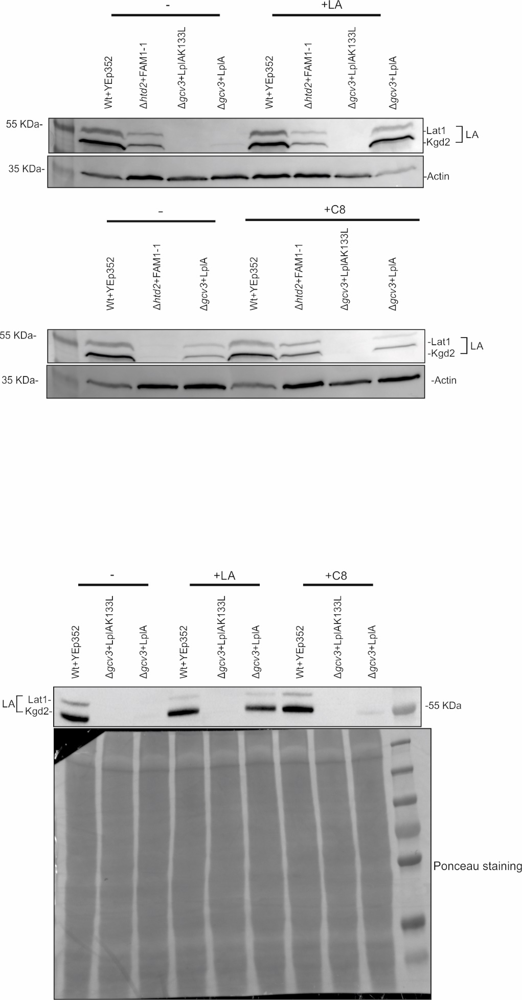 - +LA
Wt+YEp352 Δhtd2+FAM1-1 Δgcv3+LplAK133L Δgcv3+LplA Wt+YEp352 Δhtd2+FAM1-1 Δgcv3+LplAK133L Δgcv3+LplA
55 KDa-
-Lat1
-Kgd2
LA
35 KDa-
-Actin
- +C8
Wt+YEp352 Δhtd2+FAM1-1 Δgcv3+LplA Wt+YEp352 Δhtd2+FAM1-1 Δgcv3+LplAK133L Δgcv3+LplA
55 KDa-
-Lat1
-Kgd2
LA
35 KDa-
-Actin
- +LA +C8
Wt+YEp352 Δgcv3+LplAK133L Δgcv3+LplA Wt+YEp352 Δgcv3+LplAK133L Δgcv3+LplA Wt+YEp352 Δgcv3+LplAK133L Δgcv3+LplA
LA
Lat1-
Kgd2-
-55 KDa
Ponceau staining